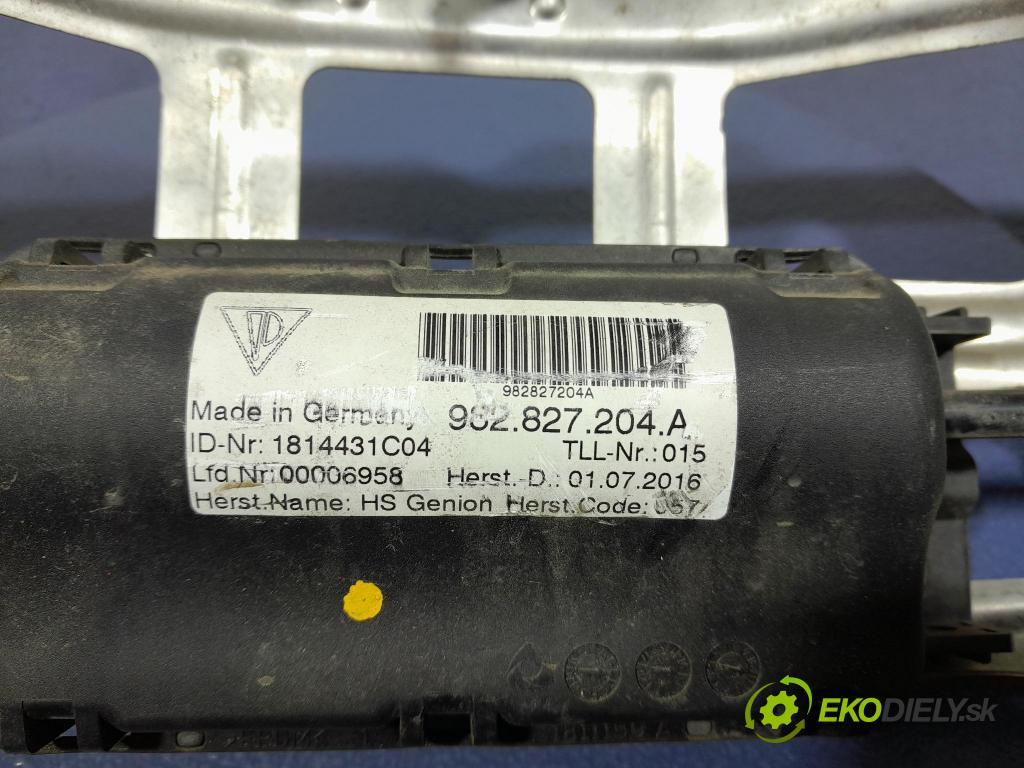 982827204A
Made in Germany 982.827.204.A
ID-Nr: 1814431C04 TLL-Nr.: 015
Lfd.Nr: 00006958 Herst.-D.: 01.07.2016
Herst.Name: HS Genion Herst.Code:
EKODIELY.sk